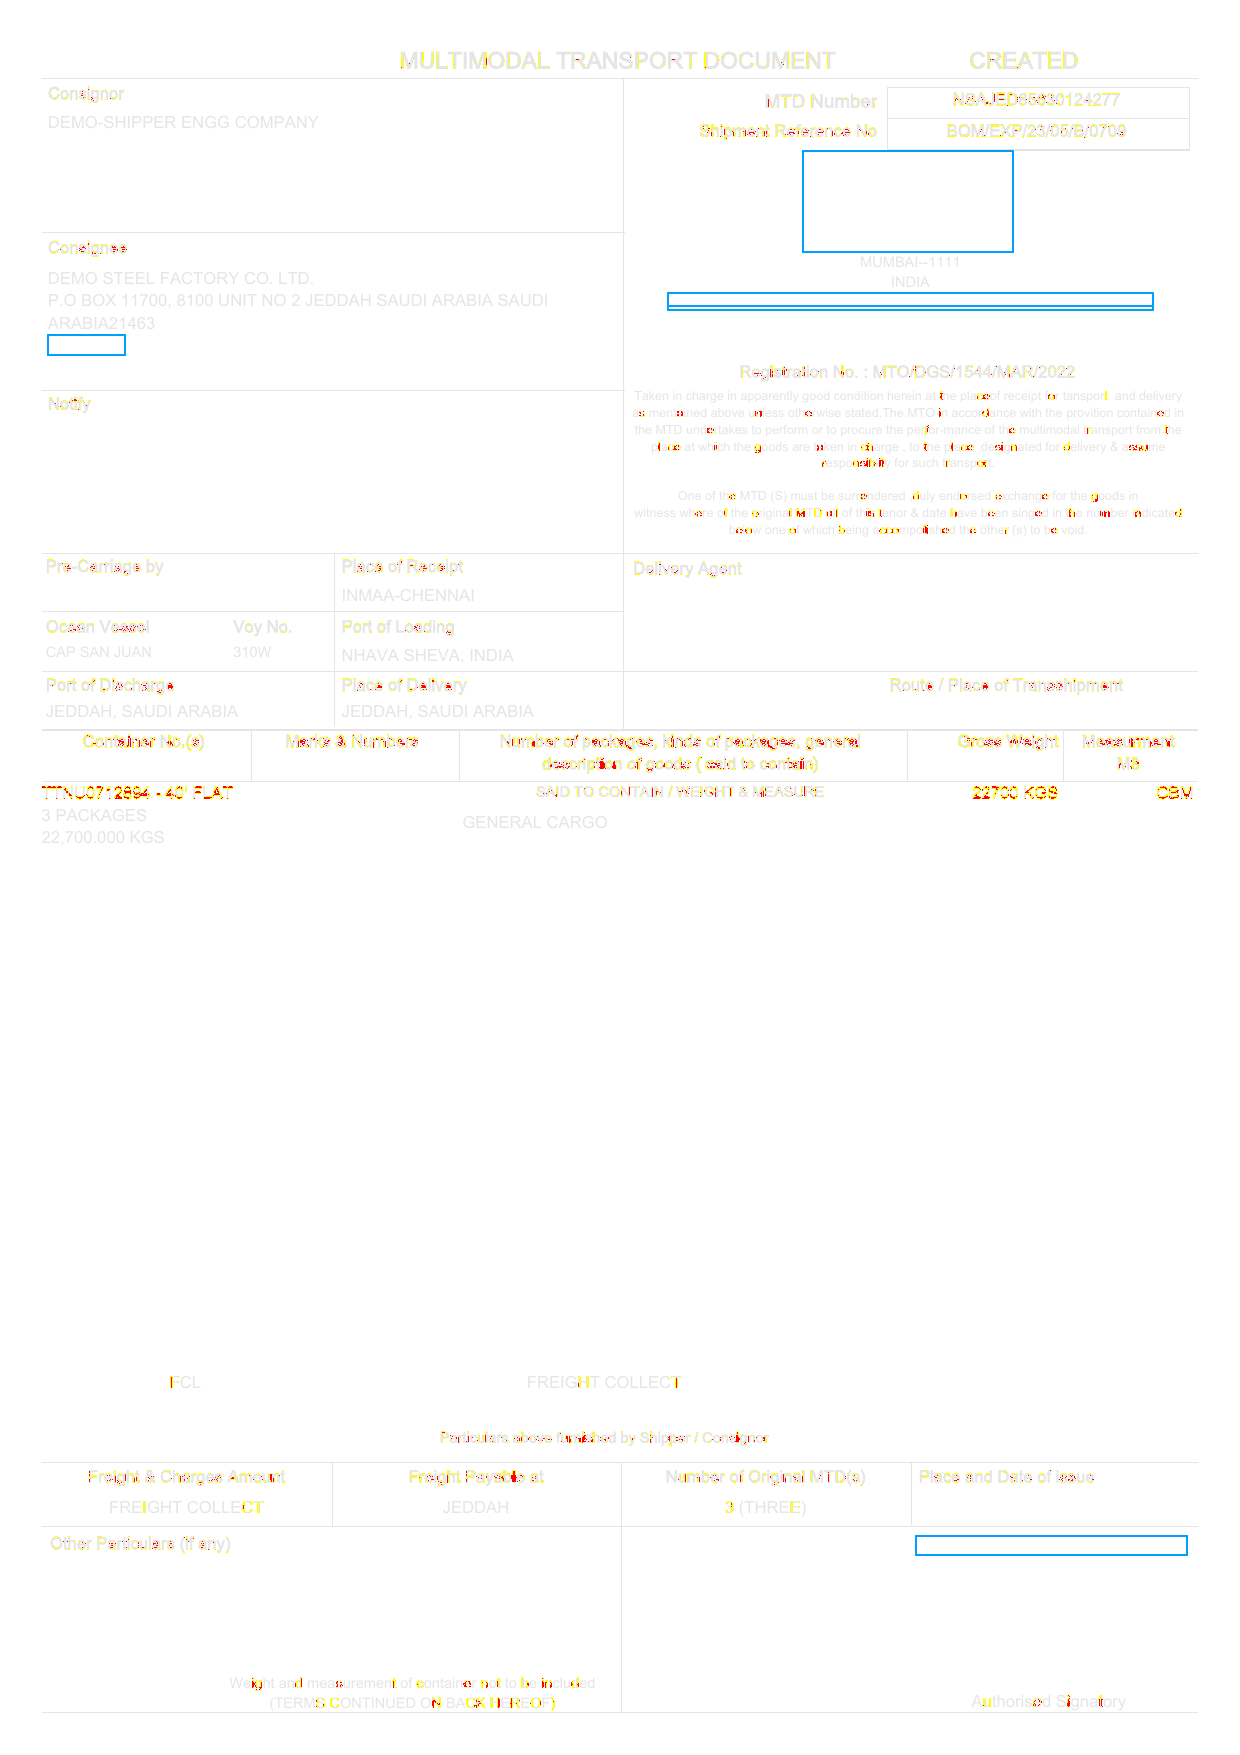 MULTIMODAL TRANSPORT DOCUMENT CREATED
Consignor
DEMO-SHIPPER ENGG COMPANY
MTD Number
Shipment Reference No BOM/EXP/23/05/B/0709
Consignee
DEMO STEEL FACTORY CO. LTD.
P.O BOX 11700, 8100 UNIT NO 2 JEDDAH SAUDI ARABIA SAUDI
ARABIA21463
MUMBAI--1111
INDIA
Registration No. : MTO/DGS/1544/MAR/2022
Notify
Taken in charge in apparently good condition herein at the place of receipt for tansport and delivery
as mentioned above unless otherwise stated.The MTO in accordance with the provition contained in
the MTD undertakes to perform or to procure the perfor-mance of the multimodal transport from the
place at which the goods are taken in charge , to the place designated for delivery & assume
responsibility for such transport.
One of the MTD (S) must be surrendered duly endorsed exchange for the goods in
witness where of the original MTD all of this tenor & date have been singed in the number indicated
below one of which being accomplished the other (s) to be void.
Pre-Carriage by
Place of Receipt
INMAA-CHENNAI
Delivery Agent
Ocean Vessel Voy No. Port of Loading
CAP SAN JUAN 310W NHAVA SHEVA, INDIA
Port of Discharge Place of Delivery Route / Place of Transhipment
JEDDAH, SAUDI ARABIA JEDDAH, SAUDI ARABIA
Container No.(s) Marks & Numbers Number of packages, kinds of packages, general Gross Weight Measurment
description of goods ( said to contain) M3
TTNU0712894 - 40' FLAT SAID TO CONTAIN / WEIGHT & MEASURE 22700 KGS CBM
3 PACKAGES
GENERAL CARGO
22,700.000 KGS
FCL FREIGHT COLLECT
Particulars above furnished by Shipper / Consignor
Freight & Charges Amount Freight Payable at Number of Original MTD(s) Place and Date of Issue
FREIGHT COLLECT JEDDAH 3 (THREE)
Other Particulars (if any)
Weight and measurement of container not to be included
(TERMS CONTINUED ON BACK HEREOF)
Authorised Signatory